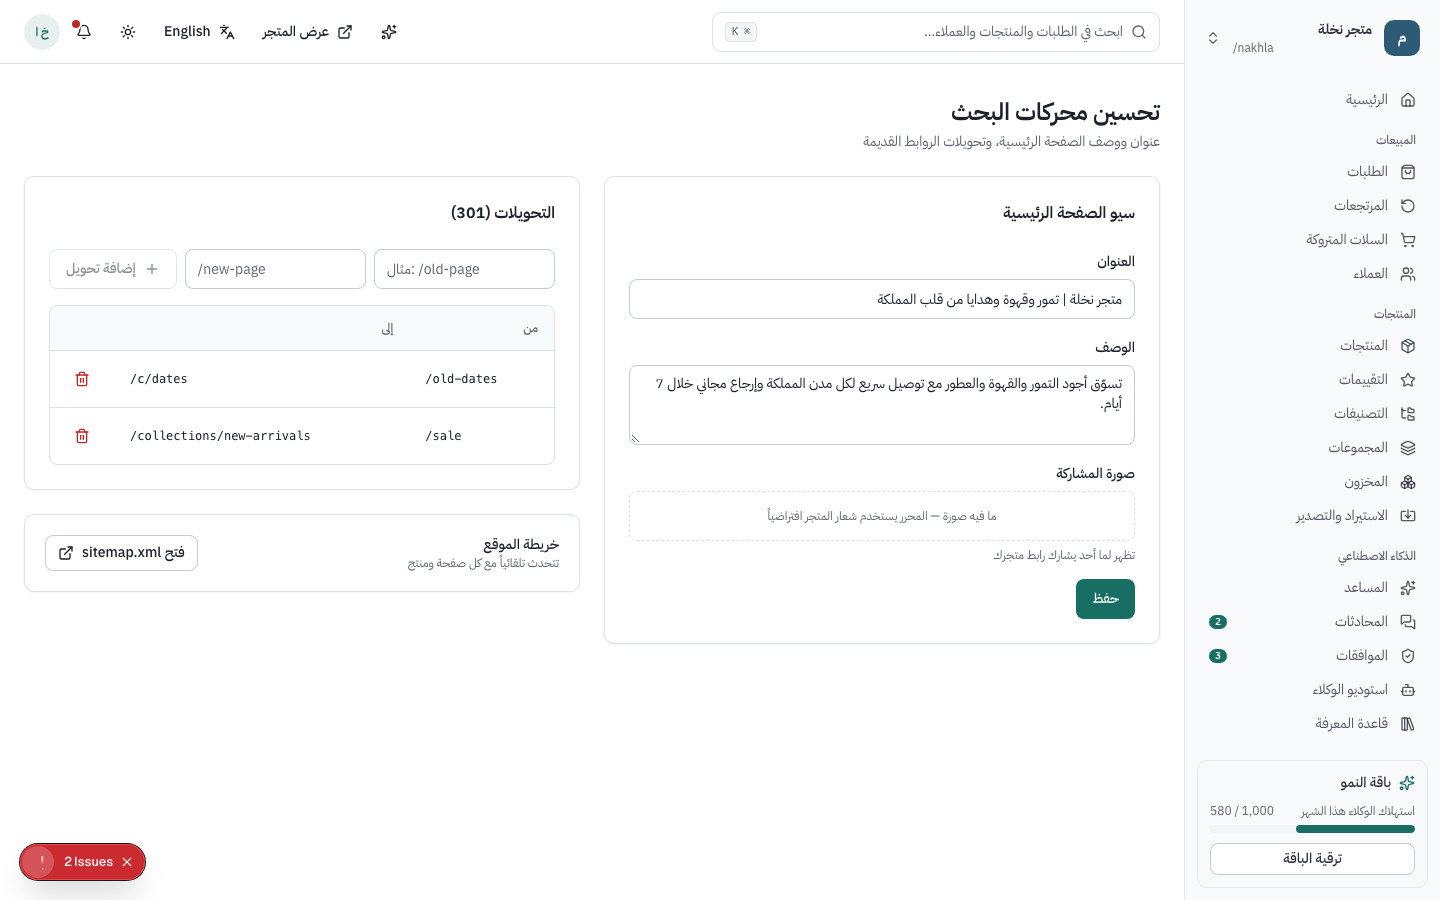 متجر نخلة
/nakhla
الرئيسية
المبيعات
الطلبات
المرتجعات
السلات المتروكة
العملاء
المنتجات
المنتجات
التقييمات
التصنيفات
المجموعات
المخزون
الاستيراد والتصدير
الذكاء الاصطناعي
المساعد
المحادثات 2
الموافقات 3
استوديو الوكلاء
قاعدة المعرفة
باقة النمو
استهلاك الوكلاء هذا الشهر 580 / 1,000
ترقية الباقة
م
ابحث في الطلبات والمنتجات والعملاء...
⌘ K
عرض المتجر
English
خ ا
تحسين محركات البحث
عنوان ووصف الصفحة الرئيسية، وتحويلات الروابط القديمة
سيو الصفحة الرئيسية
العنوان
متجر نخلة | تمور وقهوة وهدايا من قلب المملكة
الوصف
تسوّق أجود التمور والقهوة والعطور مع توصيل سريع لكل مدن المملكة وإرجاع مجاني خلال 7
أيام.
صورة المشاركة
ما فيه صورة — المحرر يستخدم شعار المتجر افتراضياً
تظهر لما أحد يشارك رابط متجرك
حفظ
التحويلات (301)
مثال: /old-page
/new-page
إضافة تحويل
من إلى
/old-dates /c/dates
/sale /collections/new-arrivals
خريطة الموقع
تتحدث تلقائياً مع كل صفحة ومنتج
فتح sitemap.xml
2 Issues